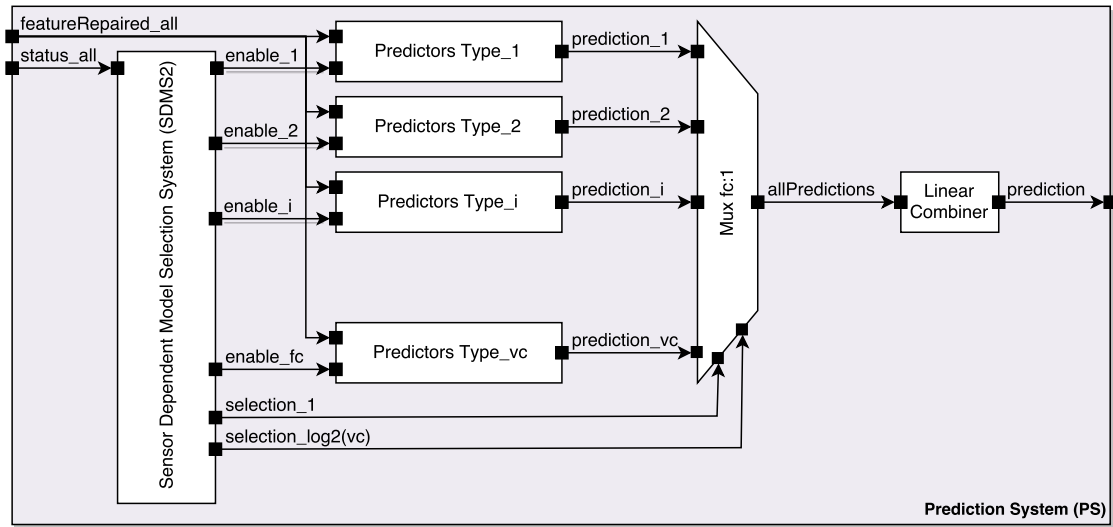 featureRepaired_all
status_all
Sensor Dependent Model Selection System (SDMS2)
enable_1
enable_2
enable_i
enable_fc
selection_1
selection_log2(vc)
Predictors Type_1
Predictors Type_2
Predictors Type_i
Predictors Type_vc
prediction_1
prediction_2
prediction_i
prediction_vc
Mux fc:1
allPredictions
Linear
Combiner
prediction
Prediction System (PS)